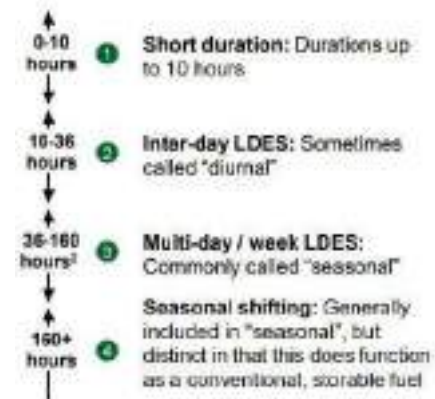 0-10
hours
1
Short duration: Durations up
to 10 hours
10-36
hours
2
Inter-day LDES: Sometimes
called "diurnal"
36-160
hours²
3
Multi-day / week LDES:
Commonly called "seasonal"
160+
hours
4
Seasonal shifting: Generally
included in "seasonal", but
distinct in that this does function
as a conventional, storable fuel